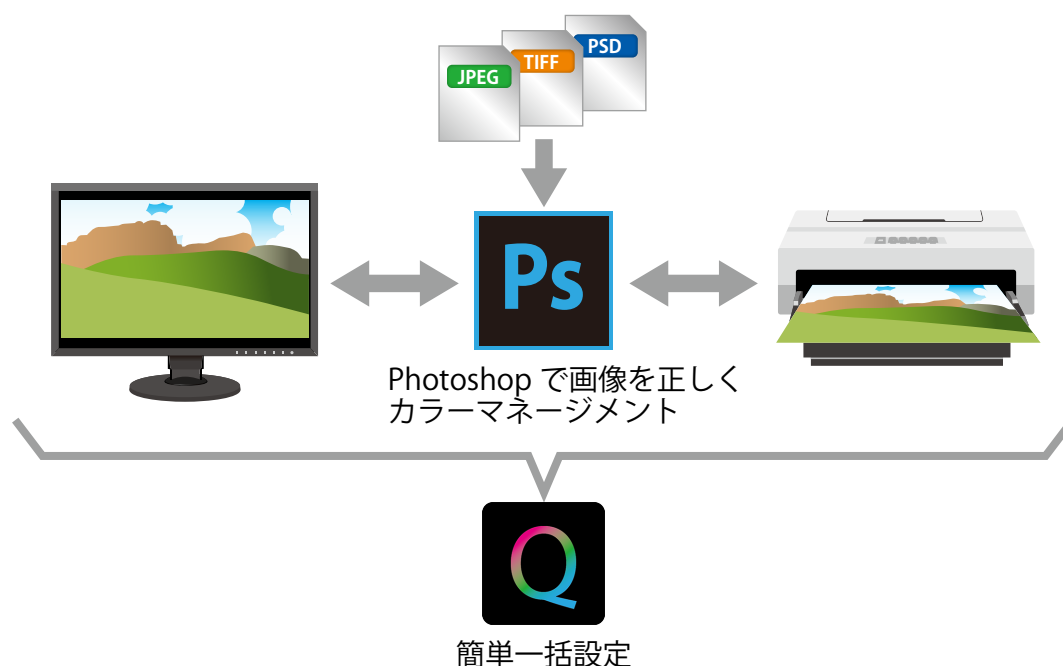 JPEG
TIFF
PSD
Ps
Photoshop で画像を正しく
カラーマネージメント
Q
簡単一括設定